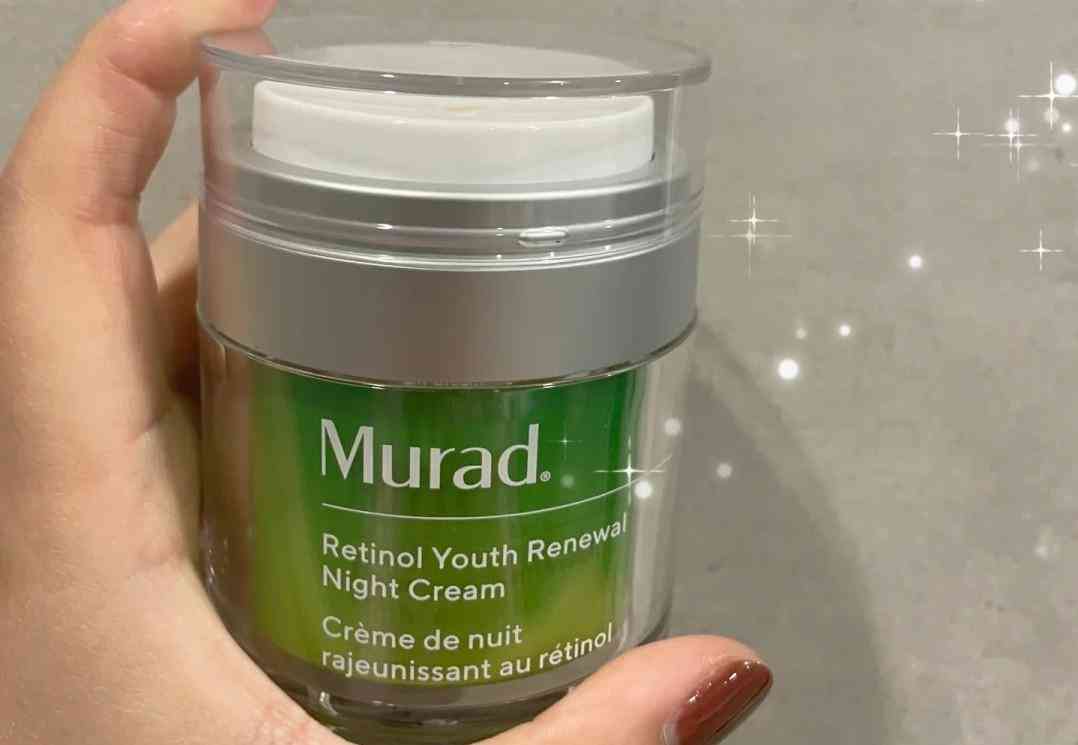 Murad®
Retinol Youth Renewal
Night Cream
Crème de nuit
rajeunissant au rétinol